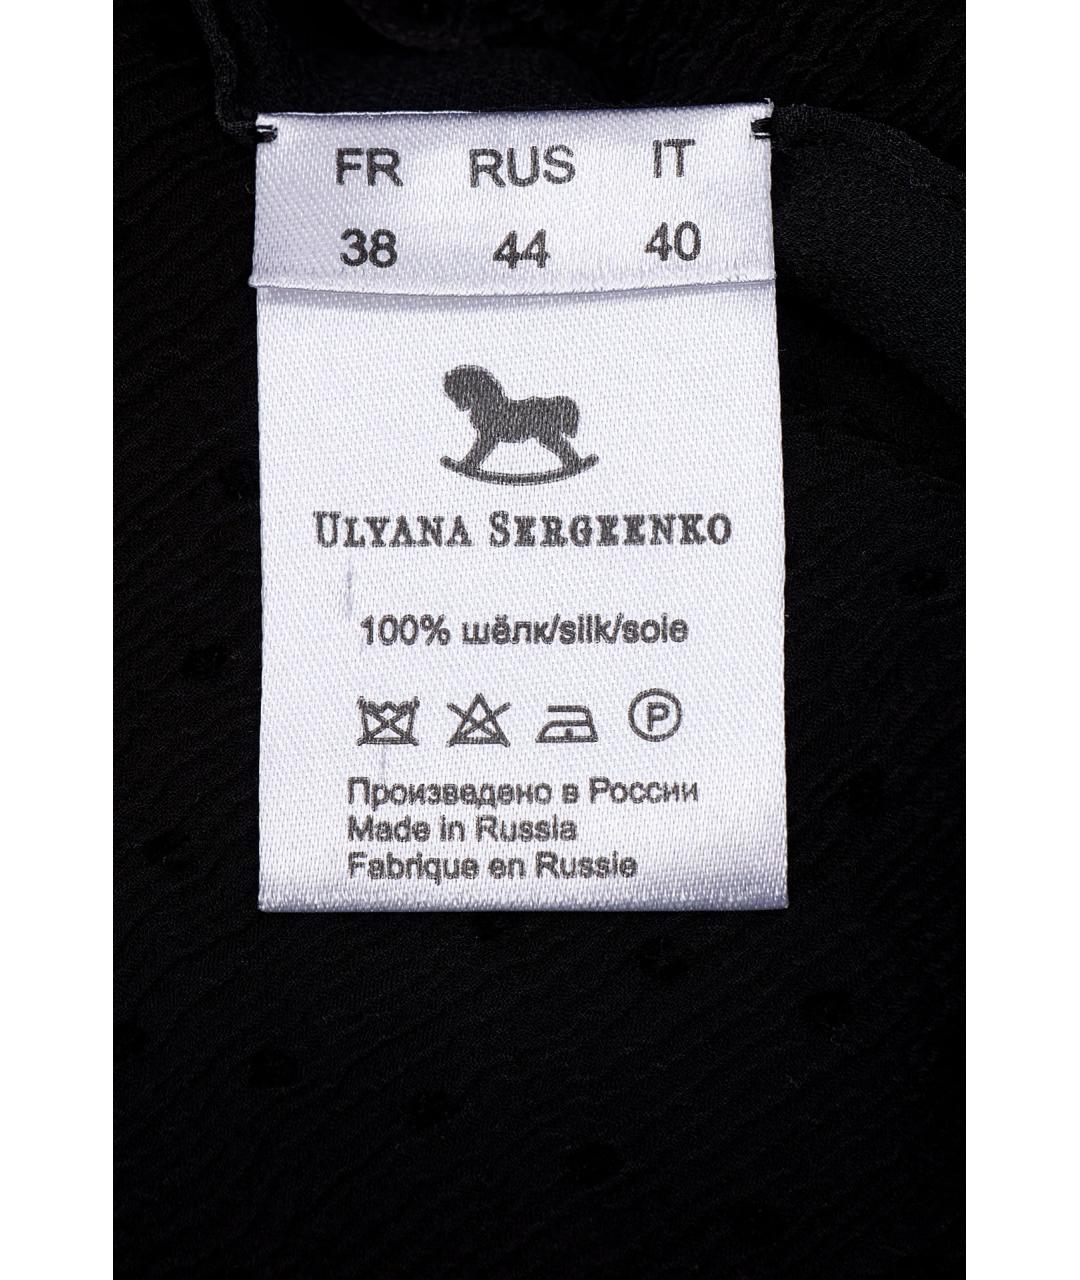 FR RUS IT
38 44 40
ULYANA SERGEENKO
100% шёлк/silk/soie
P
Произведено в России
Made in Russia
Fabrique en Russie